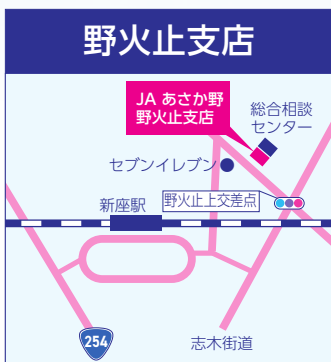 野火止支店
JA あさか野
野火止支店
総合相談
センター
セブンイレブン
新座駅
野火止上交差点
254
志木街道